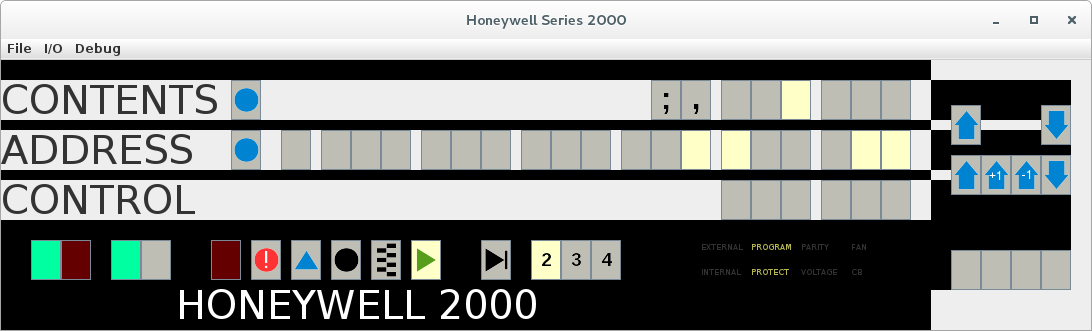 Honeywell Series 2000
File I/O Debug
CONTENTS ; ,
ADDRESS
+1 -1
CONTROL
! 2 3 4
EXTERNAL PROGRAM PARITY FAN
INTERNAL PROTECT VOLTAGE CB
HONEYWELL 2000